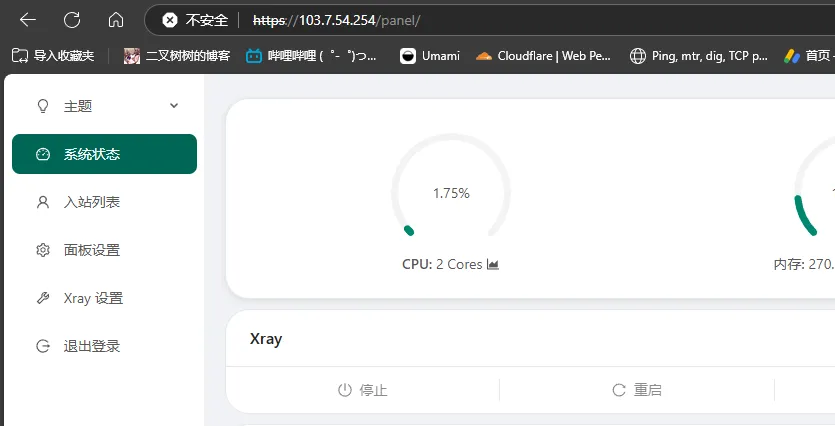 不安全 https://103.7.54.254/panel/
导入收藏夹 二叉树树的博客 哔哩哔哩 (゜-゜)つ... Umami Cloudflare | Web Pe... Ping, mtr, dig, TCP p... 首页 -
主题
系统状态
入站列表
面板设置
Xray 设置
退出登录
1.75%
CPU: 2 Cores
内存: 270.
Xray
停止
重启